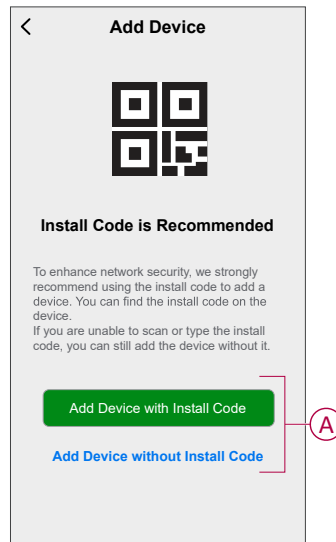 Add Device
Install Code is Recommended
To enhance network security, we strongly
recommend using the install code to add a
device. You can find the install code on the
device.
If you are unable to scan or type the install
code, you can still add the device without it.
Add Device with Install Code
A
Add Device without Install Code